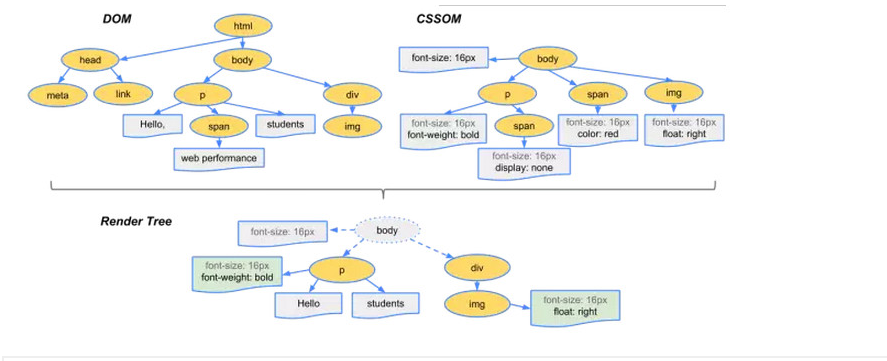 DOM
html
head
body
meta
link
p
div
Hello,
span
students
img
web performance
CSSOM
font-size: 16px
body
p
span
img
font-size: 16px
font-weight: bold
span
font-size: 16px
color: red
font-size: 16px
float: right
font-size: 16px
display: none
Render Tree
font-size: 16px
body
font-size: 16px
font-weight: bold
p
div
Hello
students
img
font-size: 16px
float: right